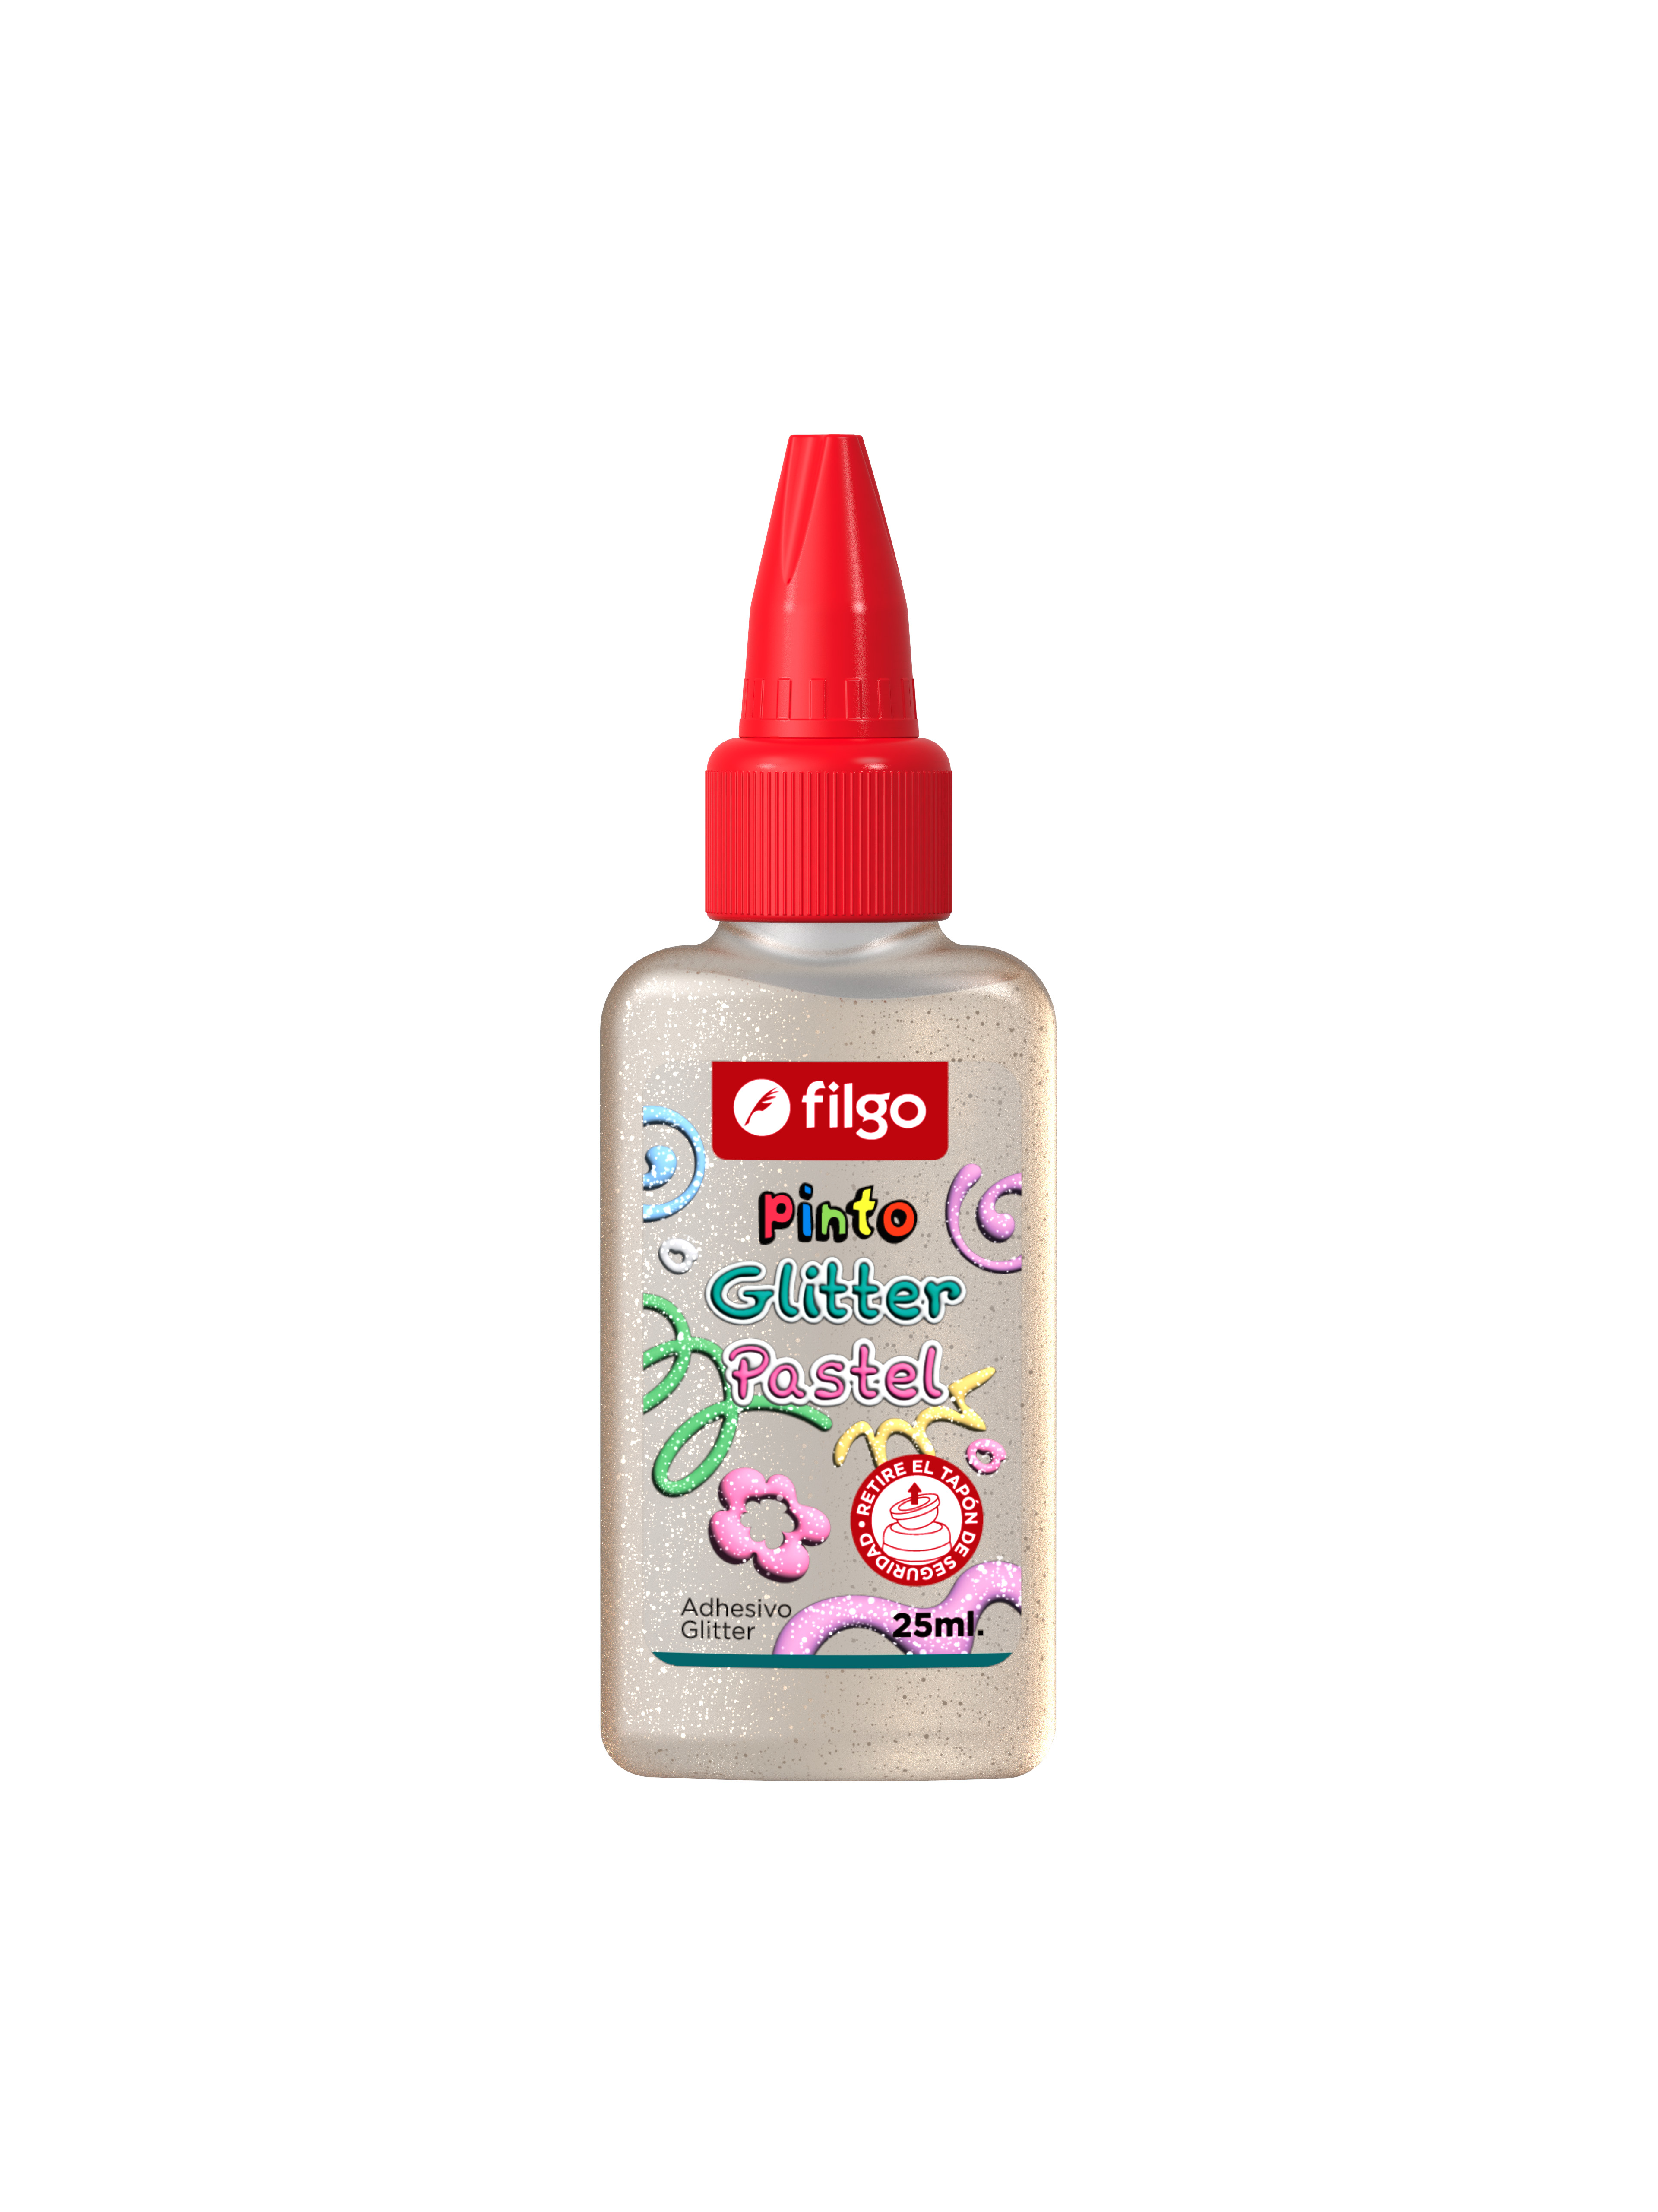 filgo
pinto
Glitter
Pastel
• RETIRE EL TAPÓN DE SEGURIDAD
Adhesivo
Glitter
25ml.